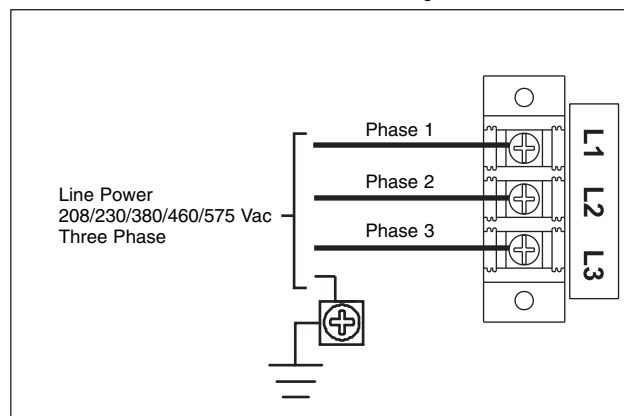 Phase 1
Phase 2
Phase 3
Line Power
208/230/380/460/575 Vac
Three Phase
L1
L2
L3